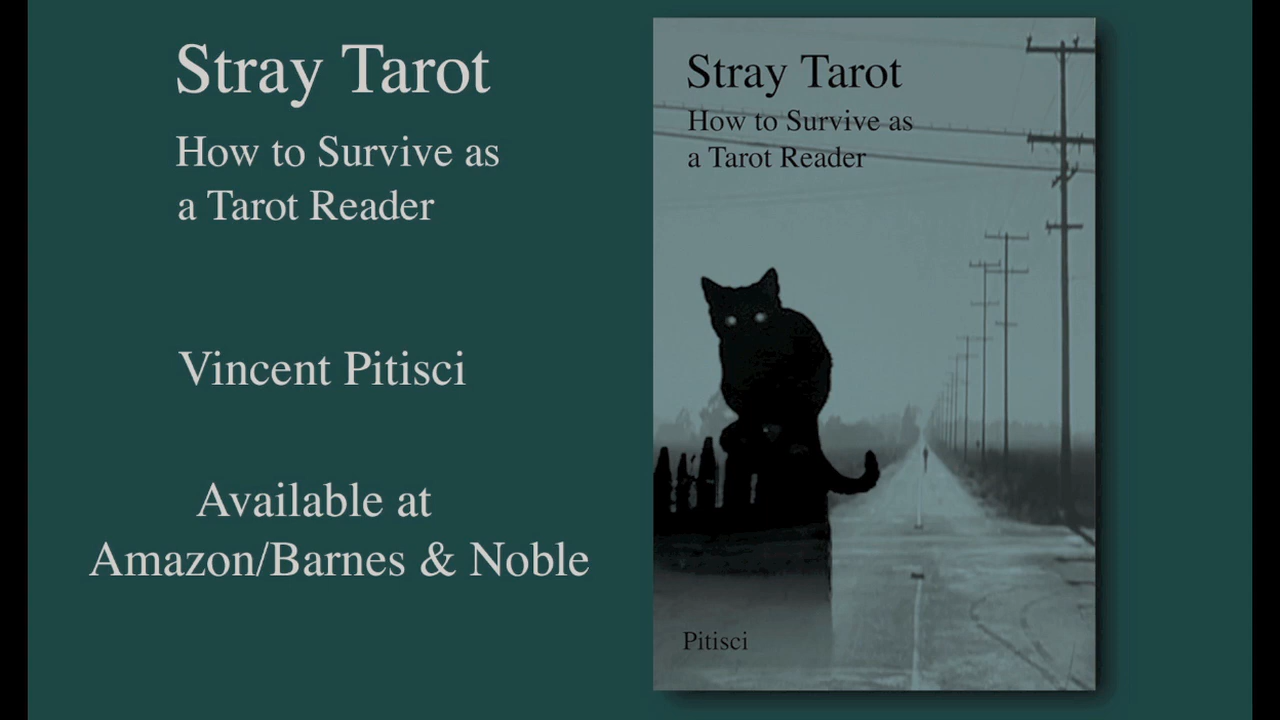 Stray Tarot
How to Survive as
a Tarot Reader
Vincent Pitisci
Available at
Amazon/Barnes & Noble
Stray Tarot
How to Survive as
a Tarot Reader
Pitisci